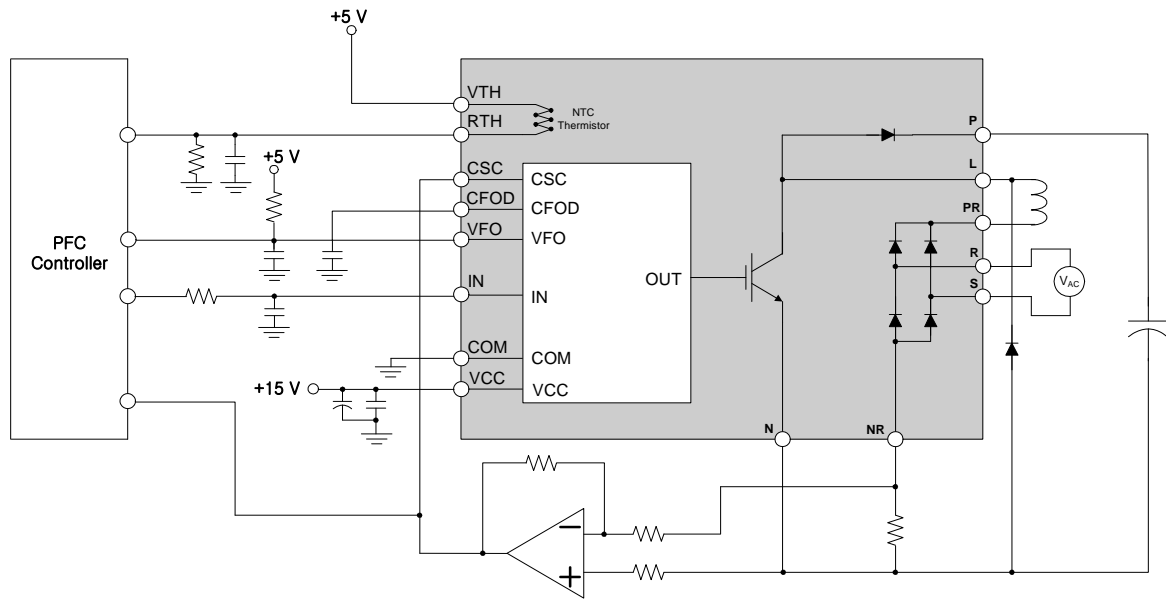 +5 V
VTH
RTH
NTC
Thermistor
P
+5 V
CSC
CSC
L
CFOD
CFOD
PR
PFC
Controller
VFO
VFO
R
VAC
IN
IN
OUT
S
COM
COM
+15 V
VCC
VCC
N
NR
−
+